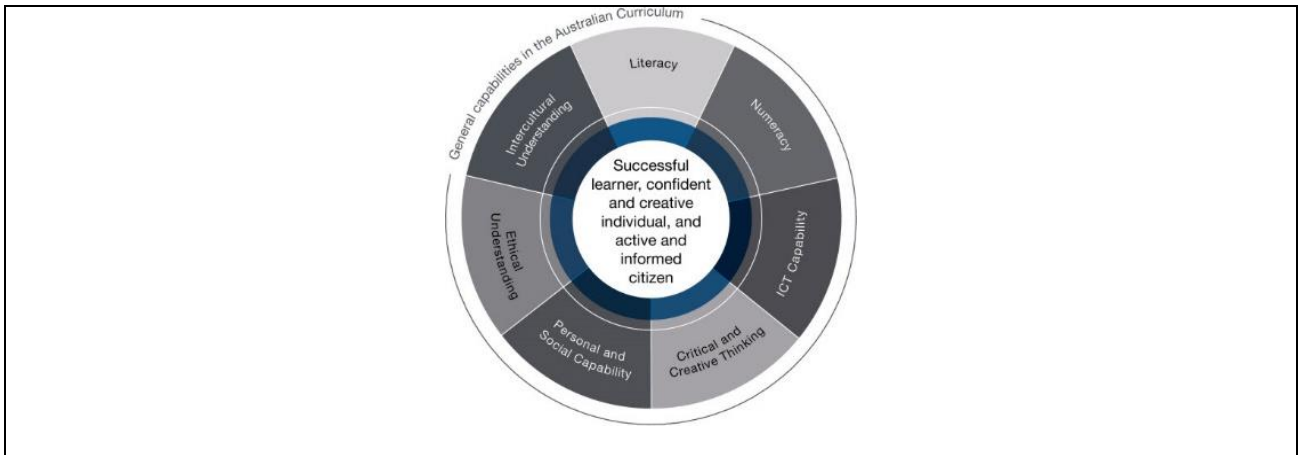 General capabilities in the Australian Curriculum
Literacy
Numeracy
ICT Capability
Critical and
Creative Thinking
Personal and
Social Capability
Ethical
Understanding
Intercultural
Understanding
Successful
learner, confident
and creative
individual, and
active and
informed
citizen